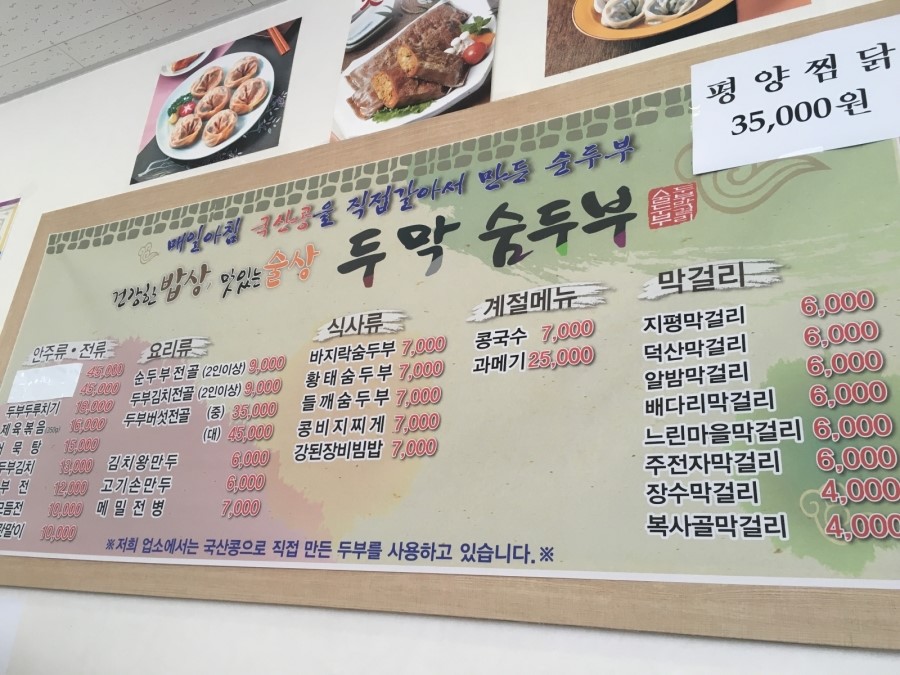 평양찜닭
35,000원
매일아침 국산콩을 직접갈아서 만든 순두부
건강한 밥상, 맛있는 술상 두막 숨두부
안주류·전류
45,000
두부두루치기
제육볶음(250g) 16,000
어묵탕 15,000
두부김치 13,000
부전 12,000
모듬전
란말이 10,000
요리류
순두부전골 (2인이상) 9,000
두부김치전골 (2인이상) 9,000
두부버섯전골 (중) 35,000
(대) 45,000
김치왕만두 6,000
고기손만두 6,000
메밀전병 7,000
식사류
바지락숨두부 7,000
황태숨두부 7,000
들깨숨두부 7,000
콩비지찌게 7,000
강된장비빔밥 7,000
계절메뉴
콩국수 7,000
과메기 25,000
막걸리
지평막걸리 6,000
덕산막걸리 6,000
알밤막걸리 6,000
배다리막걸리 6,000
느린마을막걸리 6,000
주전자막걸리 6,000
장수막걸리 4,000
복사골막걸리 4,000
※저희 업소에서는 국산콩으로 직접 만든 두부를 사용하고 있습니다.※